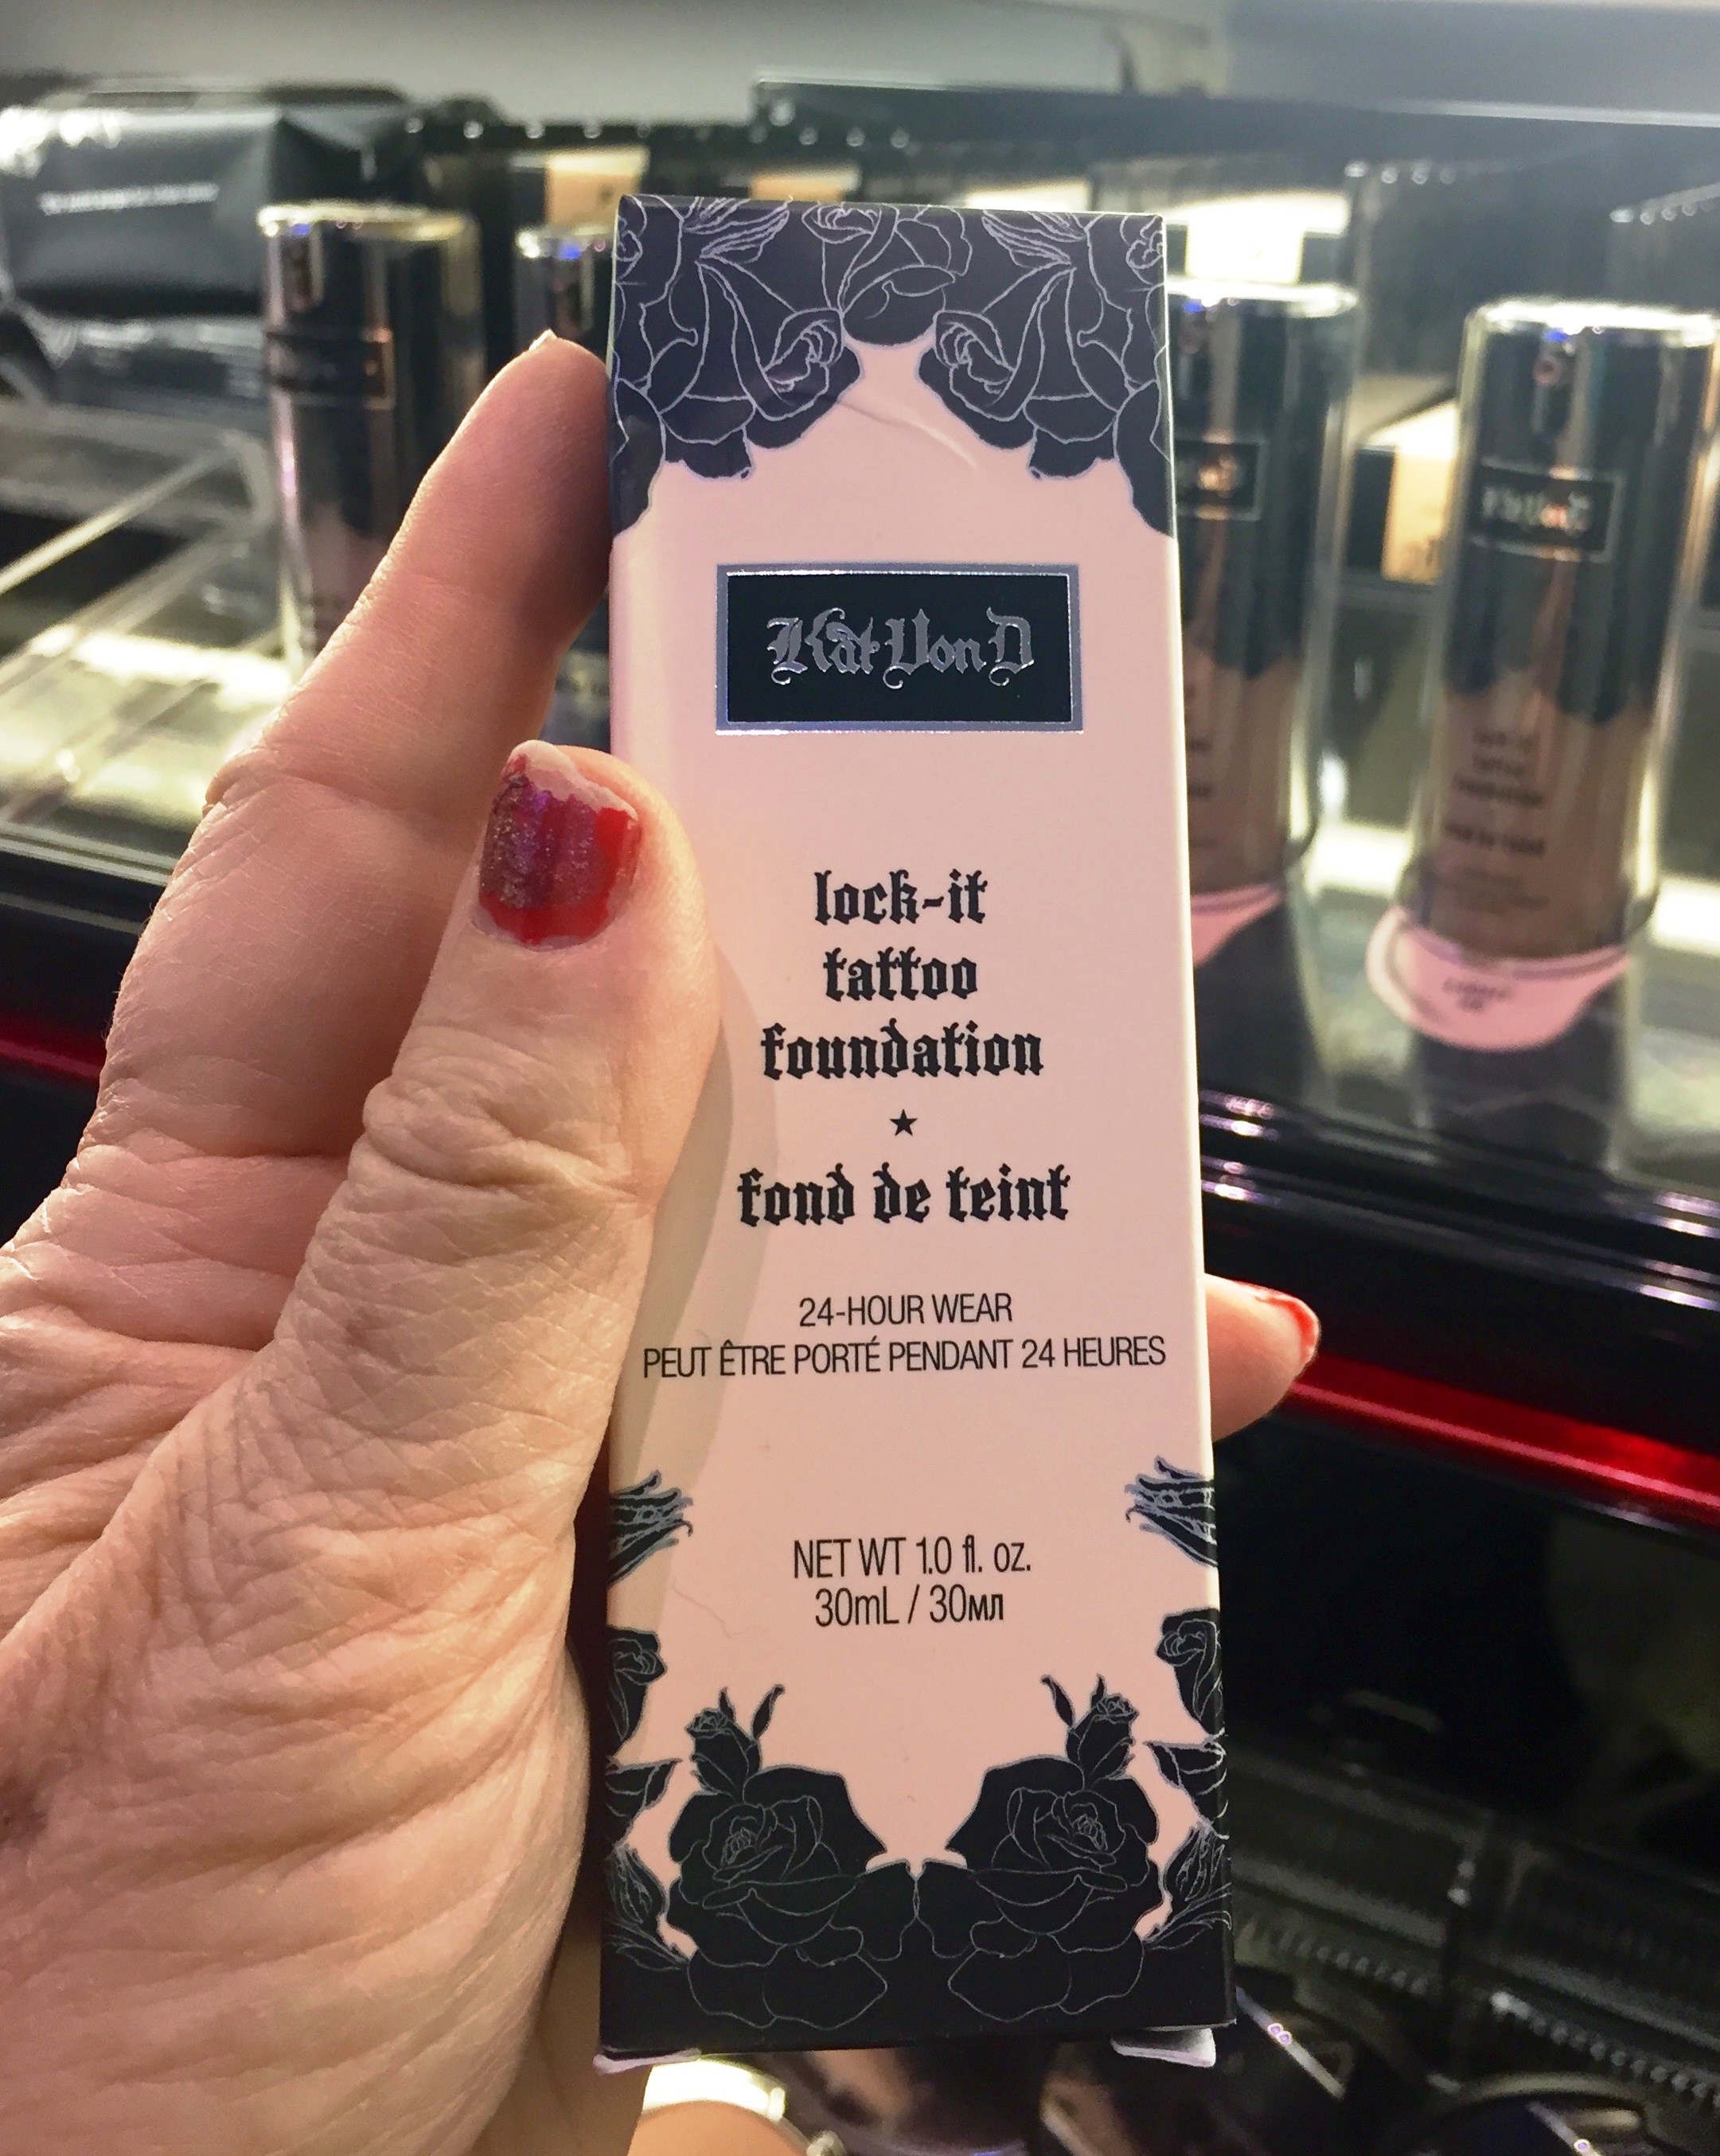 Kat Von D
lock-it
tattoo
foundation
★
fond de teint
24-HOUR WEAR
PEUT ÊTRE PORTÉ PENDANT 24 HEURES
NET WT 1.0 fl. oz.
30mL / 30мл